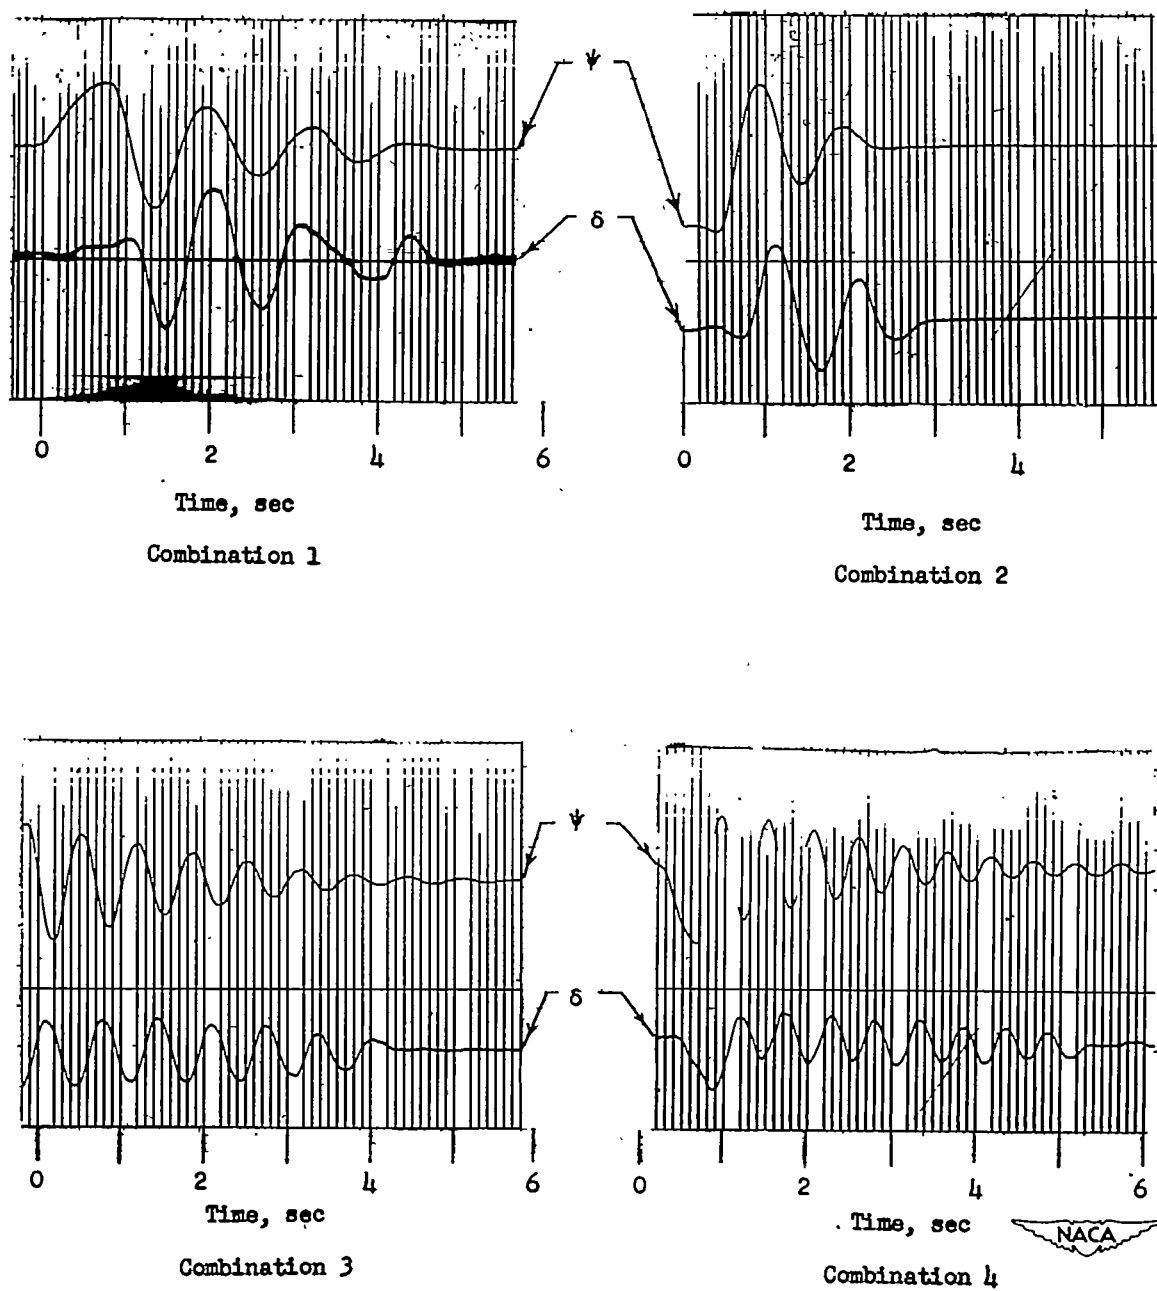 ψ
δ
0 2 4 6
Time, sec
Combination 1
0 2 4
Time, sec
Combination 2
ψ
δ
0 2 4 6
Time, sec
Combination 3
0 2 4 6
Time, sec
Combination 4
NACA